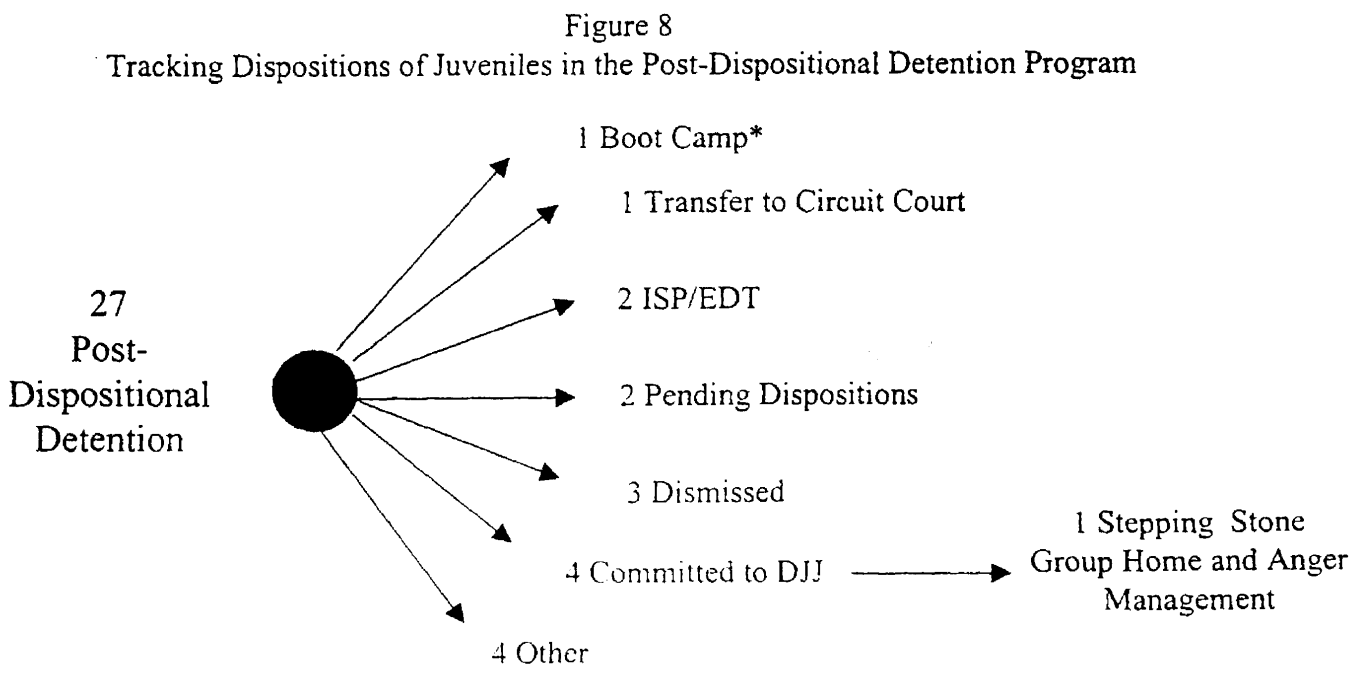 Figure 8
Tracking Dispositions of Juveniles in the Post-Dispositional Detention Program
1 Boot Camp*
1 Transfer to Circuit Court
2 ISP/EDT
27
Post-
Dispositional
Detention
2 Pending Dispositions
3 Dismissed
4 Committed to DJJ
1 Stepping Stone
Group Home and Anger
Management
4 Other